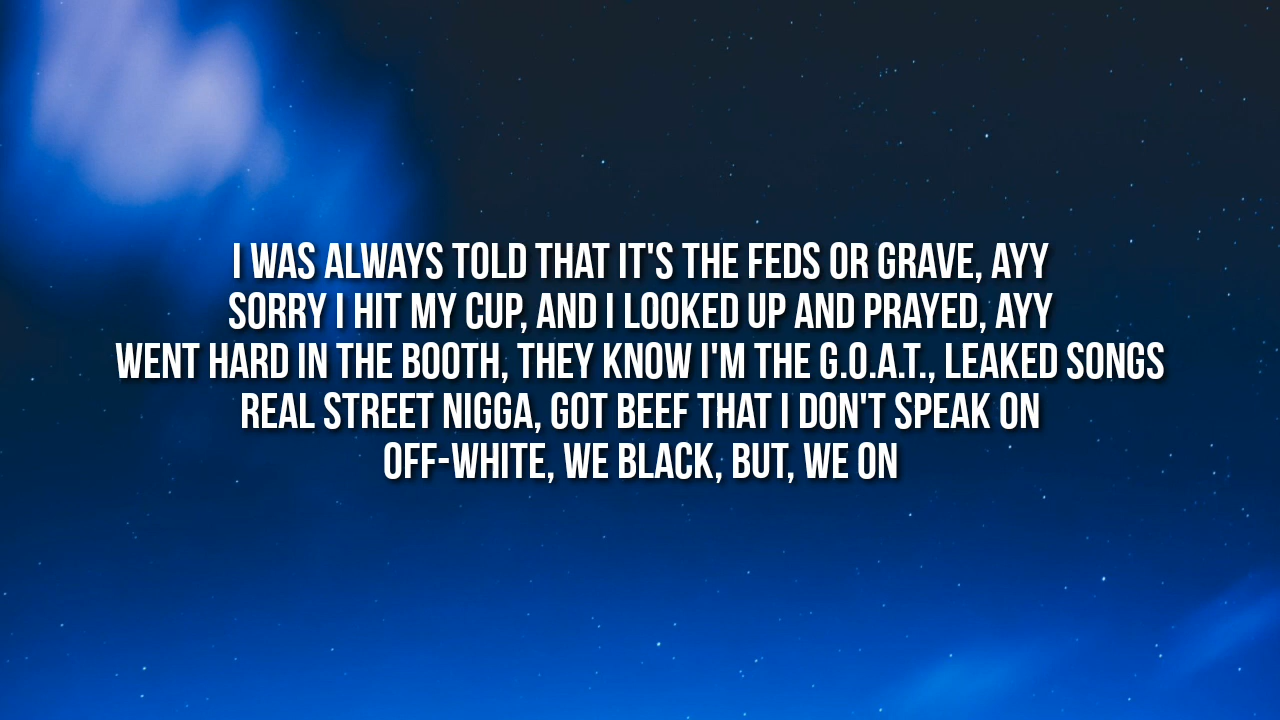 I WAS ALWAYS TOLD THAT IT'S THE FEDS OR GRAVE, AYY
SORRY I HIT MY CUP, AND I LOOKED UP AND PRAYED, AYY
WENT HARD IN THE BOOTH, THEY KNOW I'M THE G.O.A.T., LEAKED SONGS
REAL STREET NIGGA, GOT BEEF THAT I DON'T SPEAK ON
OFF-WHITE, WE BLACK, BUT, WE ON